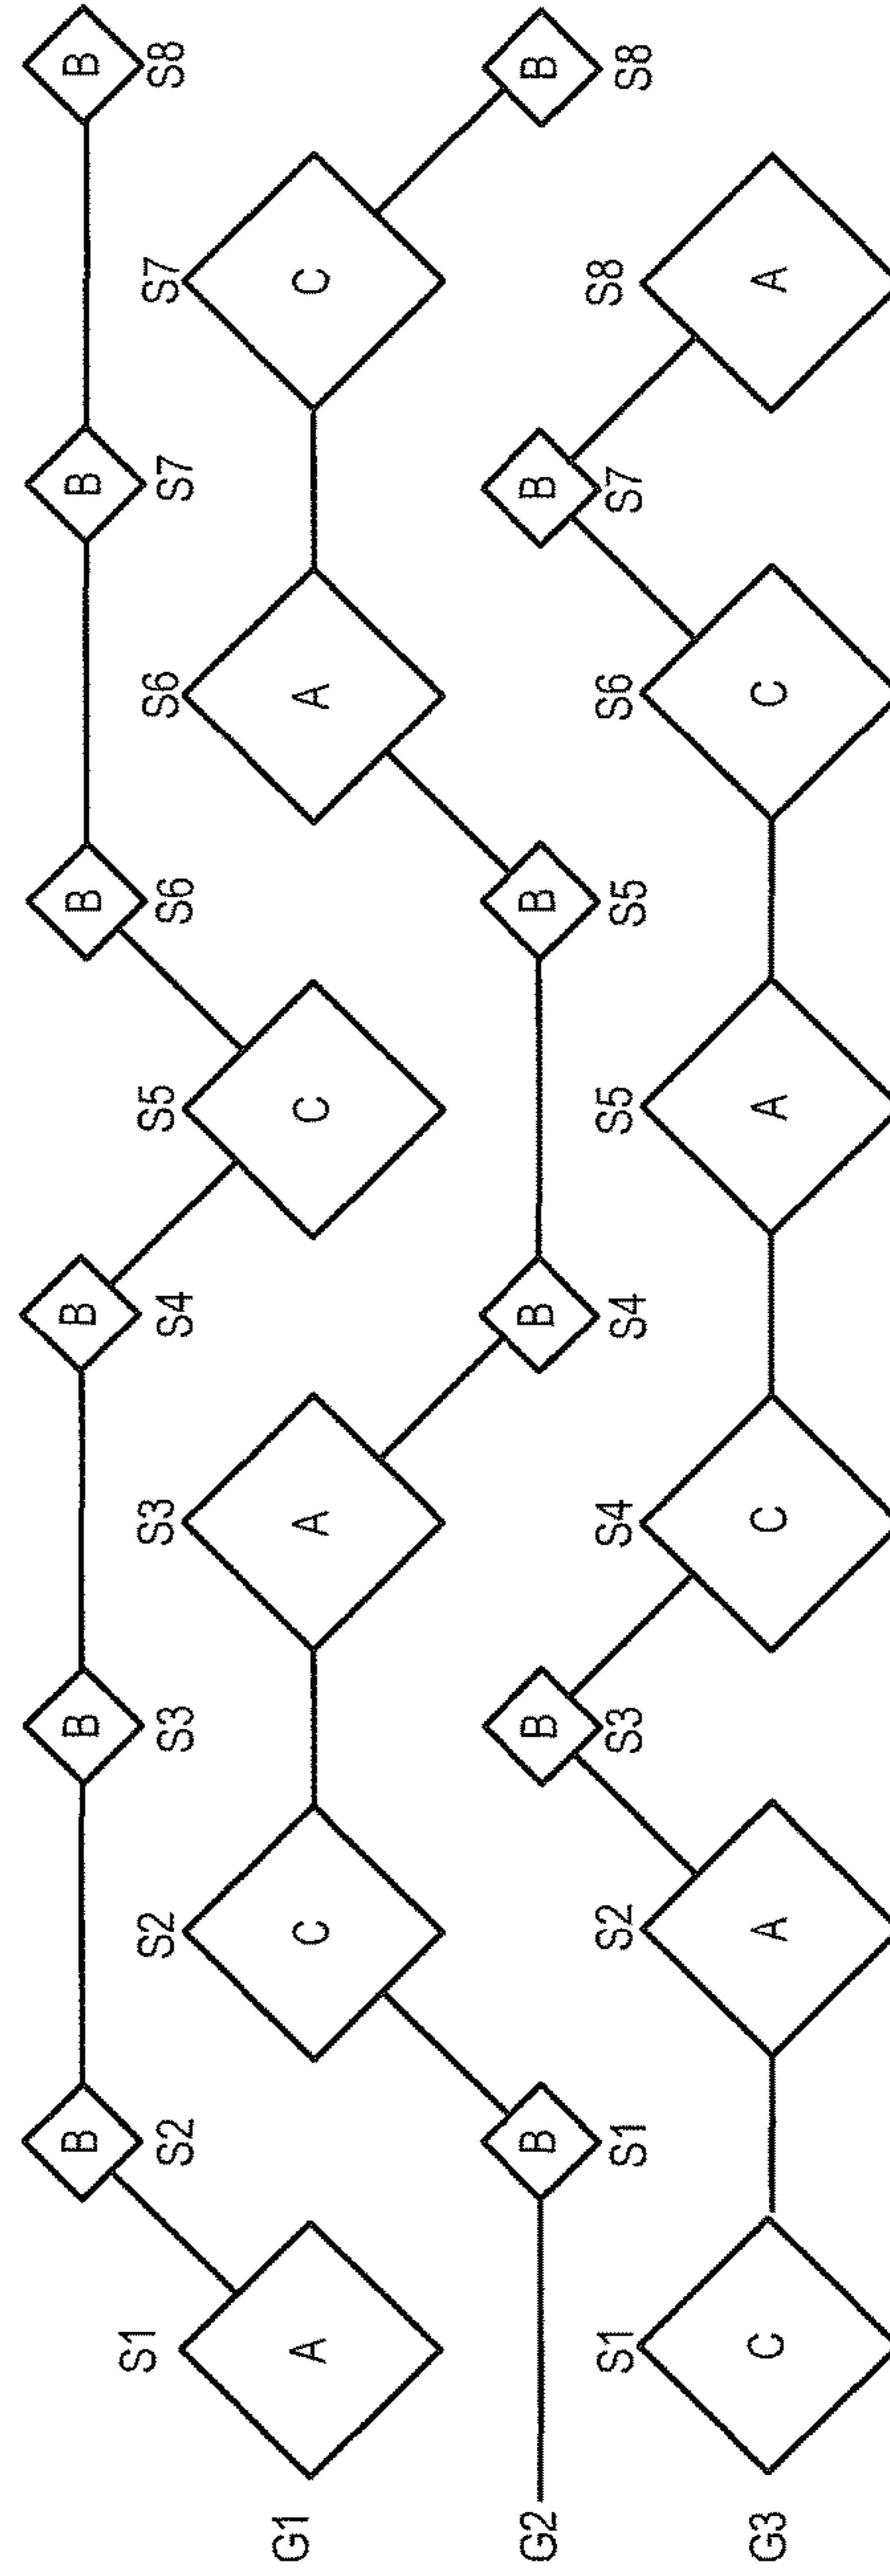 B B B B B B
S1 S2 S2 S3 S3 S4 S5 S6 S6 S7 S7 S8
G1 A C A C A C
G2 B B B B B B
S1 S1 S2 S3 S4 S4 S5 S5 S6 S7 S8 S8
G3 C A C A C A